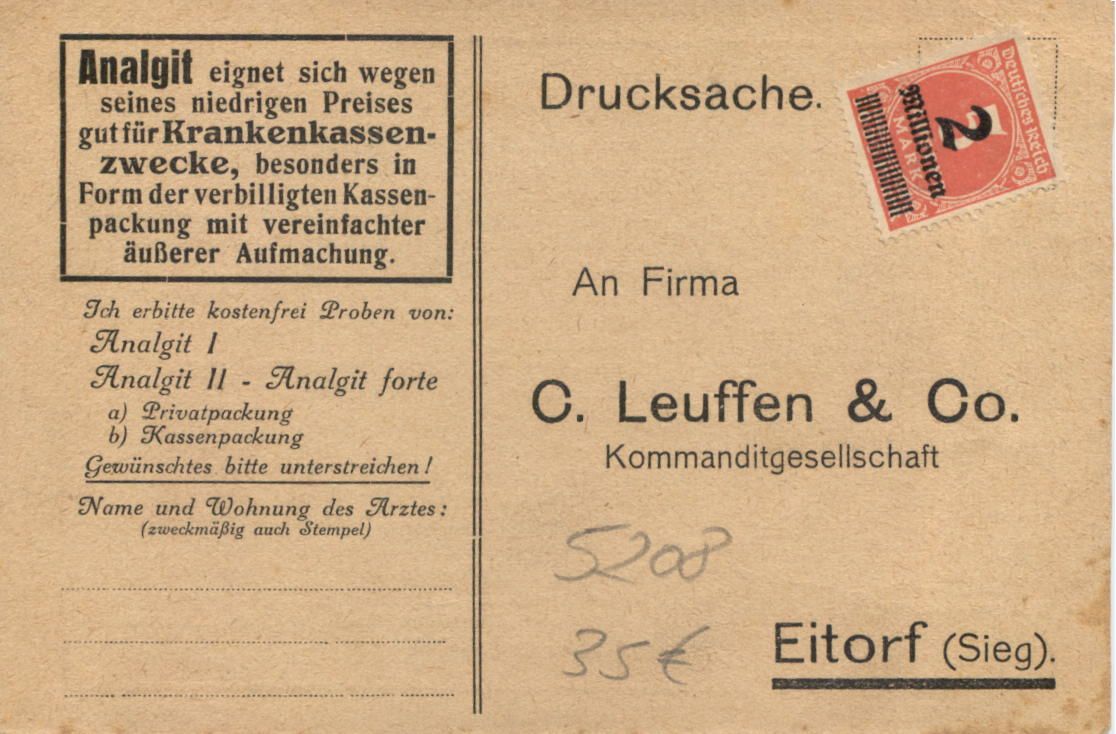 Analgit eignet sich wegen
seines niedrigen Preises
gut für Krankenkassen-
zwecke, besonders in
Form der verbilligten Kassen-
packung mit vereinfachter
äußerer Aufmachung.
Ich erbitte kostenfrei Proben von:
Analgit I
Analgit II - Analgit forte
a) Privatpackung
b) Kassenpackung
Gewünschtes bitte unterstreichen!
Name und Wohnung des Arztes:
(zweckmäßig auch Stempel)
Drucksache.
Deutsches Reich
2
Millionen
MARK
An Firma
C. Leuffen & Co.
Kommanditgesellschaft
5208
35 €
Eitorf (Sieg).